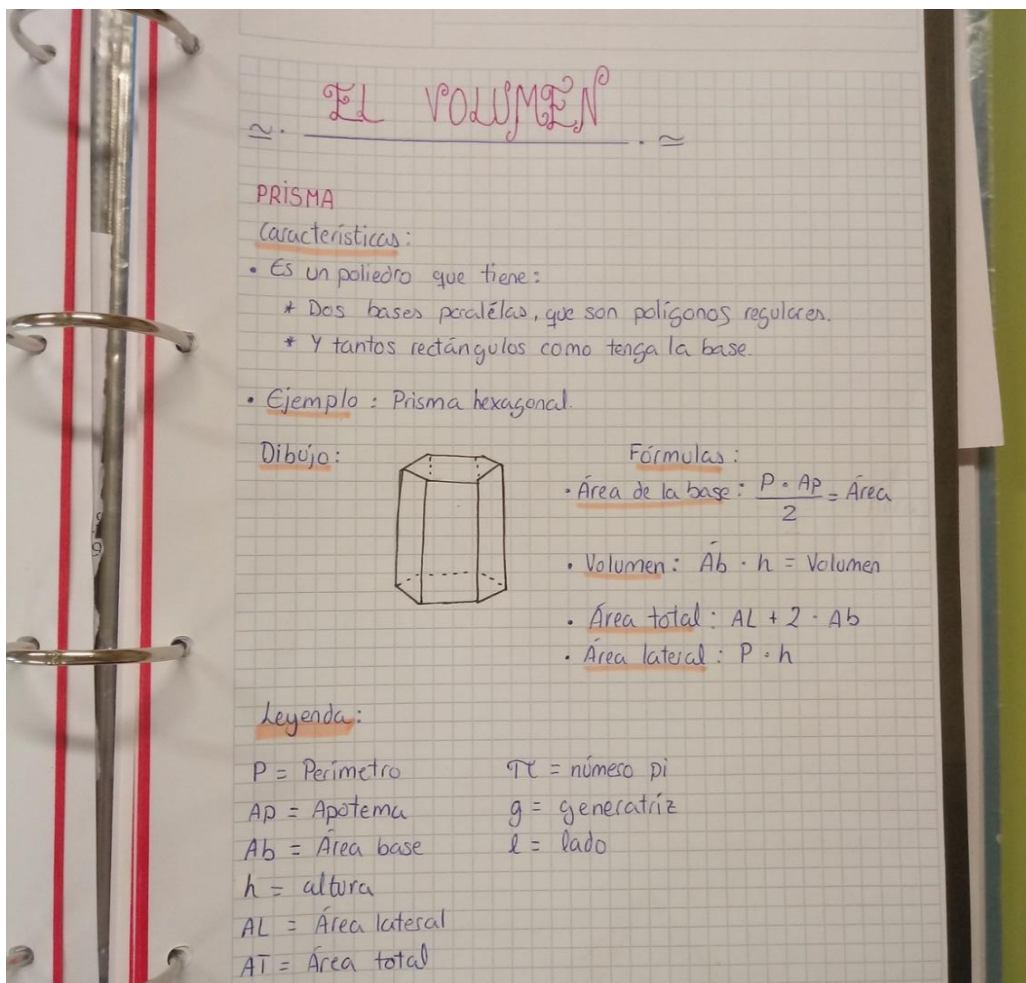 EL VOLUMEN
PRISMA
Características:
• Es un poliedro que tiene:
* Dos bases paralélas, que son polígonos regulares.
* Y tantos rectángulos como tenga la base.
• Ejemplo: Prisma hexagonal.
Dibujo:
Fórmulas:
• Área de la base: P · Ap / 2 = Área
• Volumen: Áb · h = Volumen
• Área total: AL + 2 · Ab
• Área lateral: P · h
Leyenda:
P = Perímetro
Ap = Apotema
Ab = Área base
h = altura
AL = Área lateral
AT = Área total
π = número pi
g = generatríz
l = lado